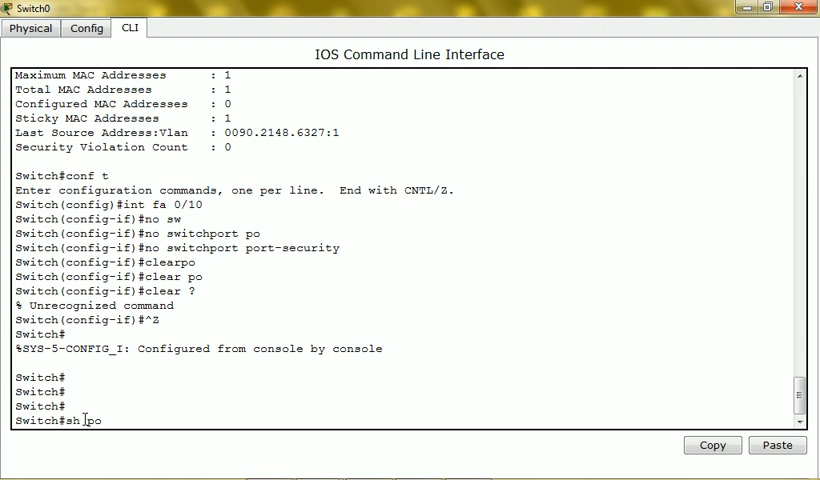 Switch0
Physical Config CLI
IOS Command Line Interface
Maximum MAC Addresses : 1
Total MAC Addresses : 1
Configured MAC Addresses : 0
Sticky MAC Addresses : 1
Last Source Address:Vlan : 0090.2148.6327:1
Security Violation Count : 0
Switch#conf t
Enter configuration commands, one per line. End with CNTL/Z.
Switch(config)#int fa 0/10
Switch(config-if)#no sw
Switch(config-if)#no switchport po
Switch(config-if)#no switchport port-security
Switch(config-if)#clearpo
Switch(config-if)#clear po
Switch(config-if)#clear ?
% Unrecognized command
Switch(config-if)#^Z
Switch#
%SYS-5-CONFIG_I: Configured from console by console
Switch#
Switch#
Switch#
Switch#sh po
Copy Paste